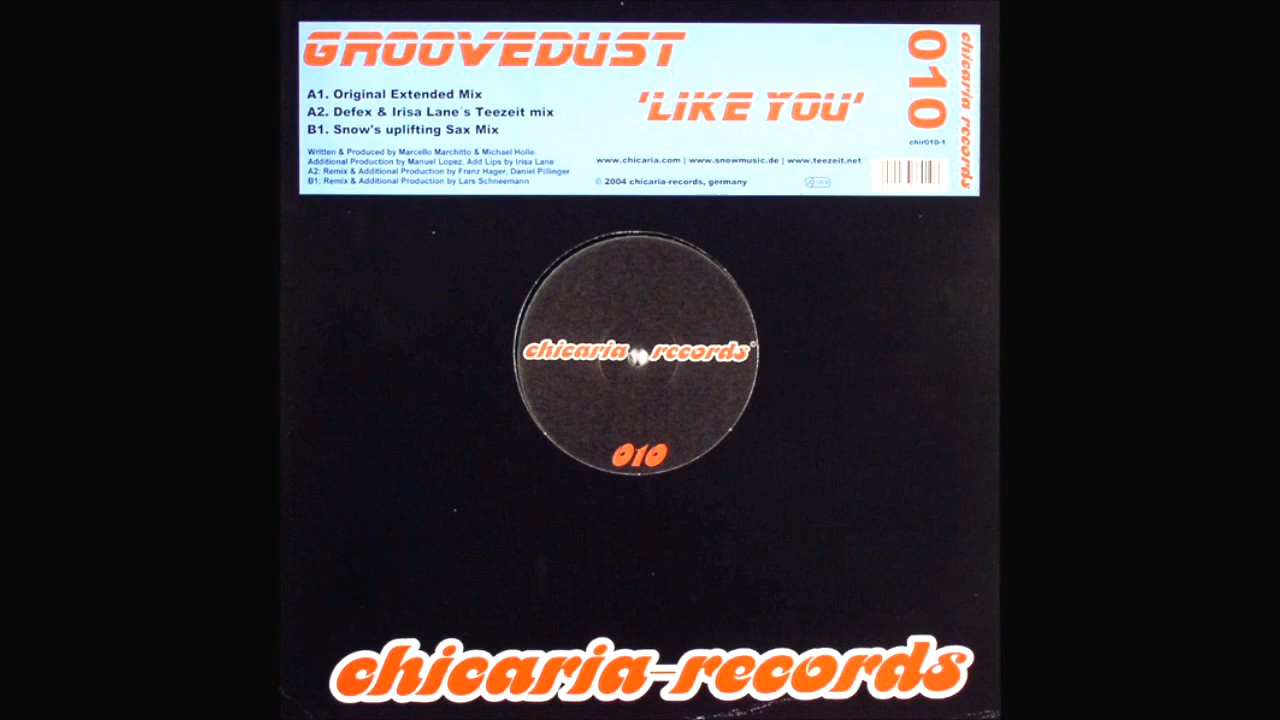 GROOVEDUST
A1. Original Extended Mix
A2. Defex & Irisa Lane´s Teezeit mix
B1. Snow's uplifting Sax Mix
'LIKE YOU'
Written & Produced by Marcello Marchitto & Michael Holle.
Additional Production by Manuel Lopez. Add Lips by Irisa Lane
A2: Remix & Additional Production by Franz Hager, Daniel Pillinger
B1: Remix & Additional Production by Lars Schneemann
www.chicaria.com | www.snowmusic.de | www.teezeit.net
© 2004 chicaria-records, germany
010
chicaria records
chir010-1
chicaria records
010
chicaria-records